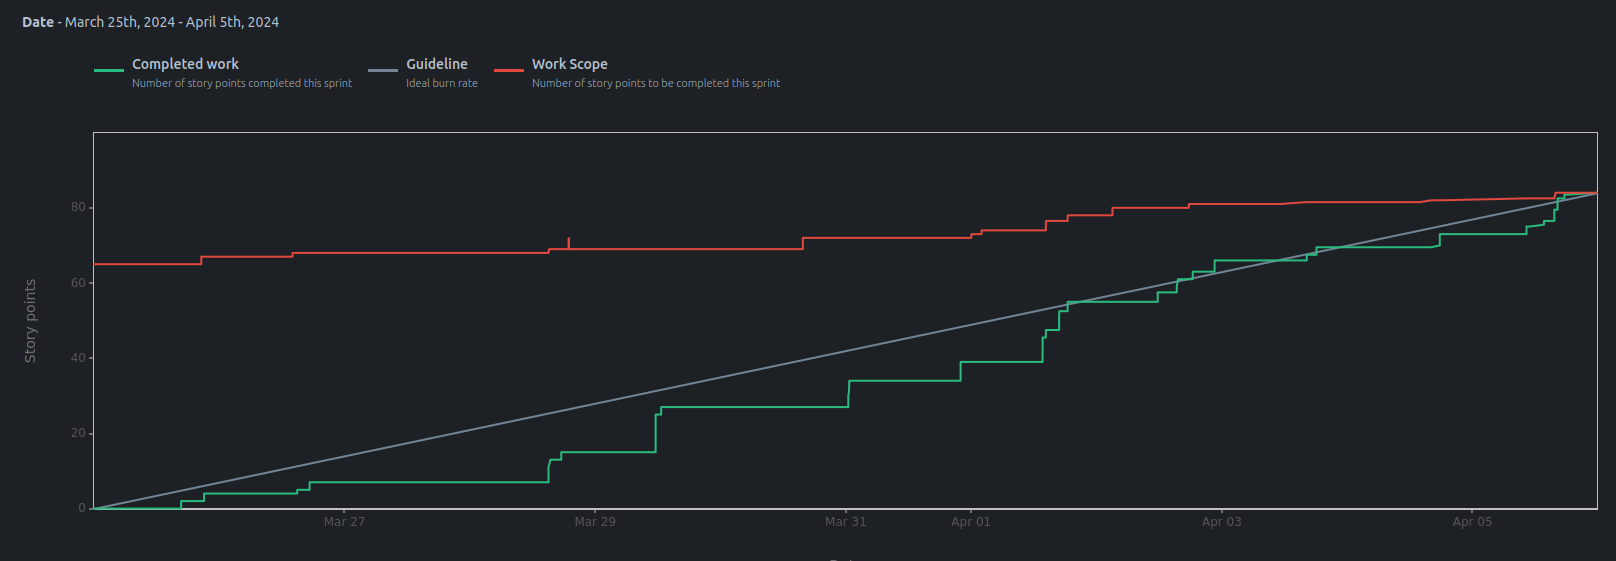 Date - March 25th, 2024 - April 5th, 2024
Completed work
Number of story points completed this sprint
Guideline
Ideal burn rate
Work Scope
Number of story points to be completed this sprint
Story points
80
60
40
20
0
Mar 27
Mar 29
Mar 31
Apr 01
Apr 03
Apr 05